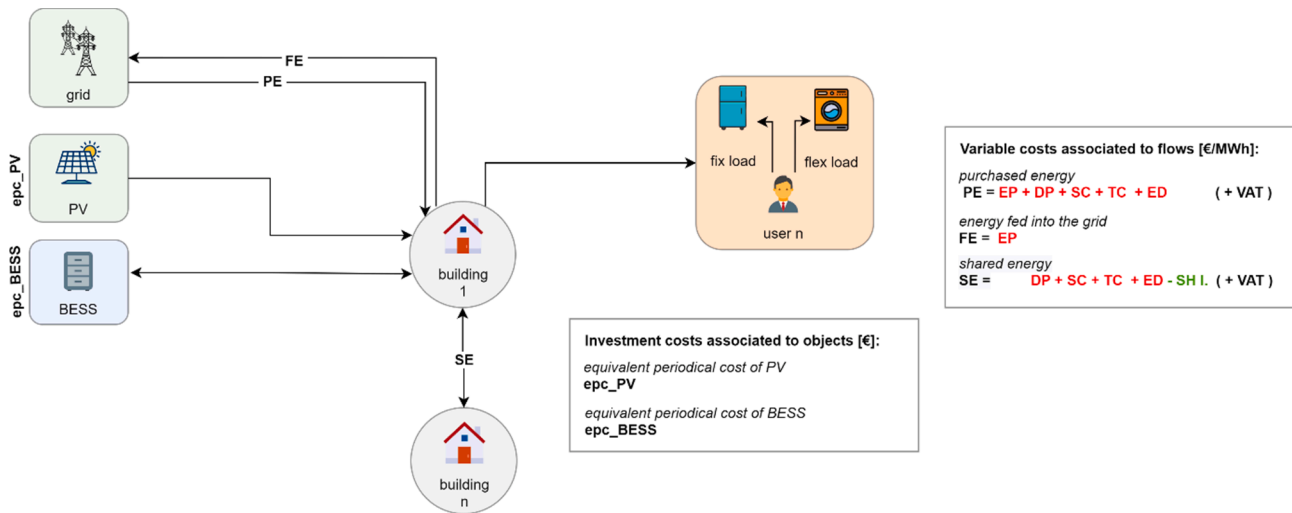 grid
FE
PE
epc_PV
PV
epc_BESS
BESS
building
1
SE
building
n
fix load
flex load
user n
Investment costs associated to objects [€]:
equivalent periodical cost of PV
epc_PV
equivalent periodical cost of BESS
epc_BESS
Variable costs associated to flows [€/MWh]:
purchased energy
PE = EP + DP + SC + TC + ED ( + VAT )
energy fed into the grid
FE = EP
shared energy
SE = DP + SC + TC + ED - SH I. ( + VAT )